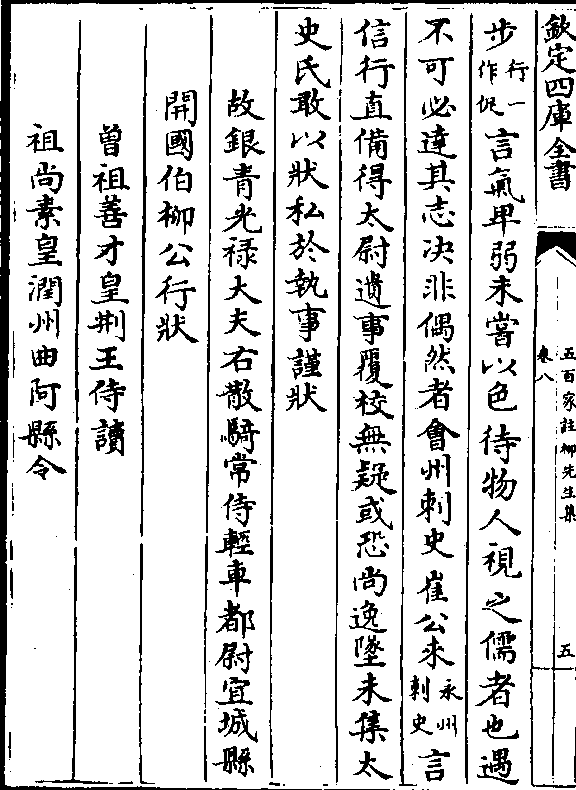 欽定四庫全書
五百家註柳先生集
卷八
五
步行一作侃言氣卑弱未嘗以色待物人視之儒者也遇
不可必達其志决非偶然者會州刺史崔公來永州刺史言
信行直備得太尉遺事覆校無疑或恐尚逸墜未集太
史氏敢以狀私於執事謹狀
故銀青光禄大夫右散騎常侍輕車都尉宜城縣
開國伯柳公行狀
曾祖善才皇荆王侍讀
祖尚素皇潤州曲阿縣令